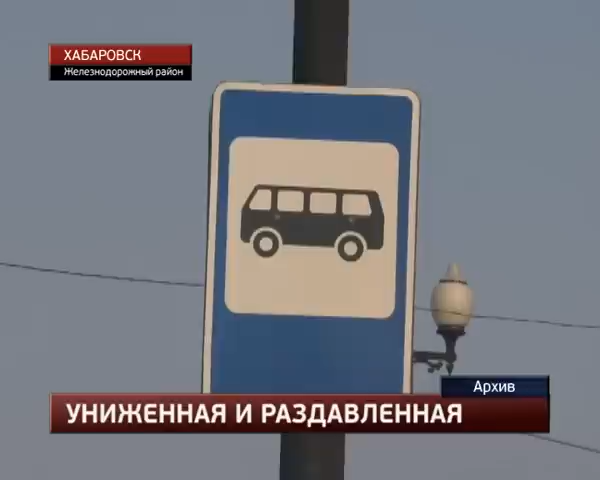 ХАБАРОВСК
Железнодорожный район
Архив
УНИЖЕННАЯ И РАЗДАВЛЕННАЯ